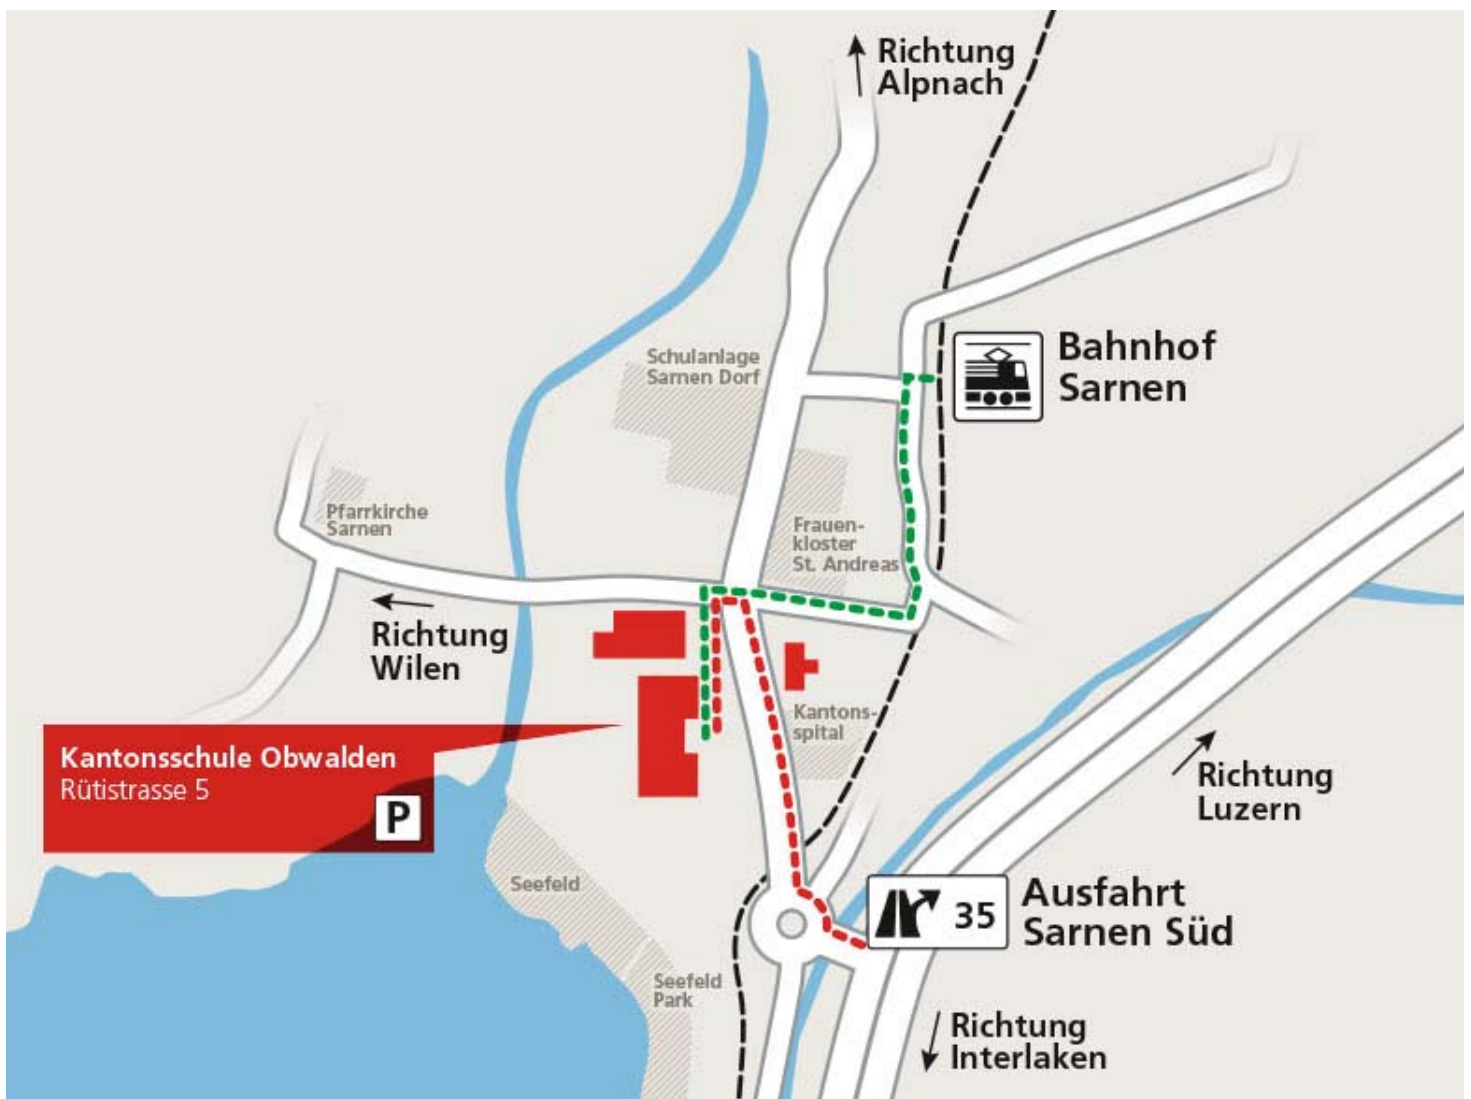 Richtung
Alpnach
Bahnhof
Sarnen
Schulanlage
Sarnen Dorf
Pfarrkirche
Sarnen
Frauen-
kloster
St. Andreas
Richtung
Wilen
Kantons-
spital
Kantonsschule Obwalden
Rütistrasse 5
P
Richtung
Luzern
Seefeld
35
Ausfahrt
Sarnen Süd
Seefeld
Park
Richtung
Interlaken